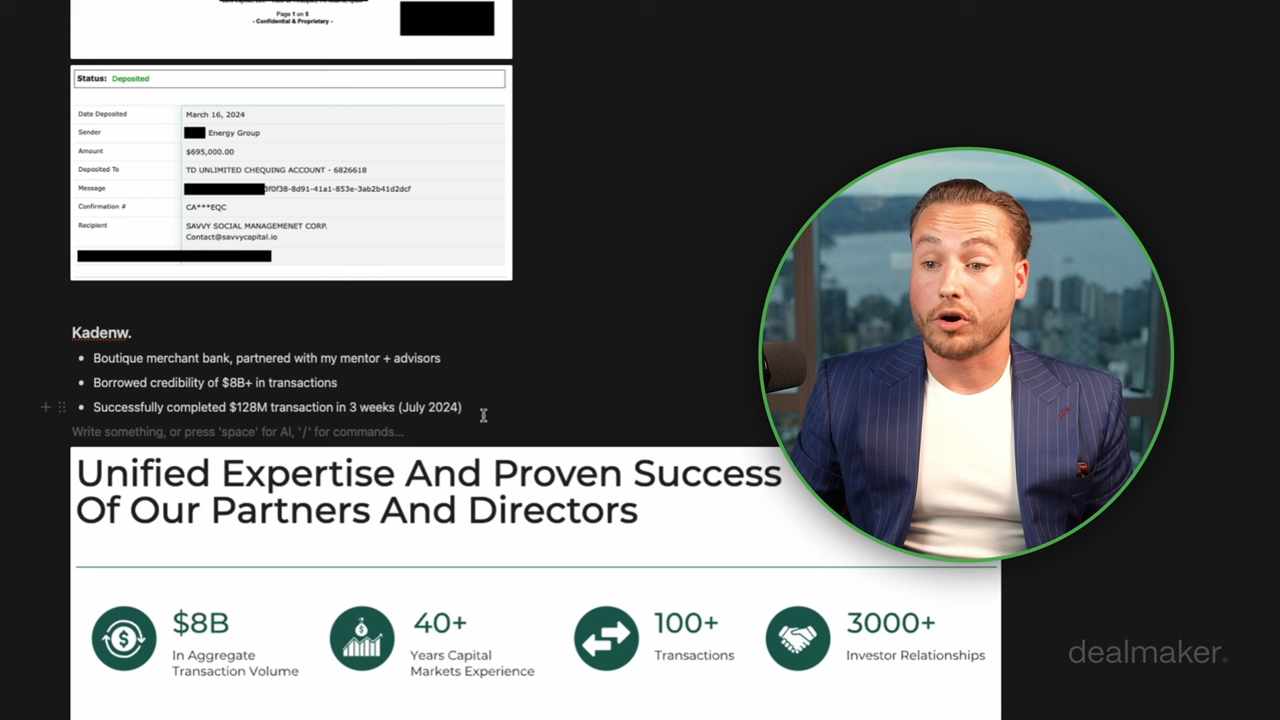 Page 1 on 5
- Confidential & Proprietary -
Status: Deposited
Date Deposited March 16, 2024
Sender Energy Group
Amount $695,000.00
Deposited To TD UNLIMITED CHEQUING ACCOUNT - 6826618
Message 3f0f38-8d91-41a1-853e-3ab2b41d2dcf
Confirmation # CA***EQC
Recipient SAVVY SOCIAL MANAGEMENET CORP.
Contact@savvycapital.io
Kadenw.
Boutique merchant bank, partnered with my mentor + advisors
Borrowed credibility of $8B+ in transactions
Successfully completed $128M transaction in 3 weeks (July 2024)
Write something, or press 'space' for AI, '/' for commands...
Unified Expertise And Proven Success
Of Our Partners And Directors
$8B
In Aggregate
Transaction Volume
40+
Years Capital
Markets Experience
100+
Transactions
3000+
Investor Relationships
dealmaker.